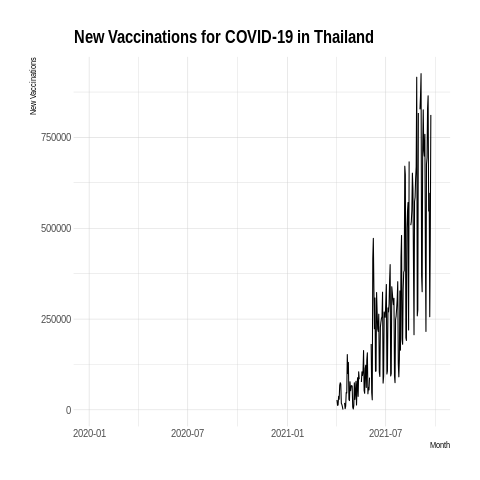 New Vaccinations for COVID-19 in Thailand
New Vaccinations
750000
500000
250000
0
2020-01 2020-07 2021-01 2021-07
Month